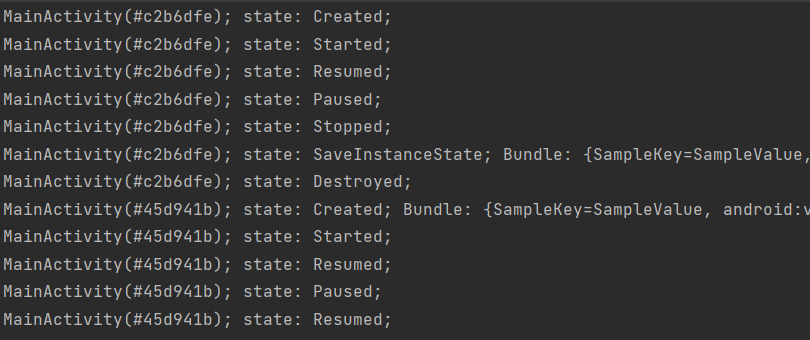 MainActivity(#c2b6dfe); state: Created;
MainActivity(#c2b6dfe); state: Started;
MainActivity(#c2b6dfe); state: Resumed;
MainActivity(#c2b6dfe); state: Paused;
MainActivity(#c2b6dfe); state: Stopped;
MainActivity(#c2b6dfe); state: SaveInstanceState; Bundle: {SampleKey=SampleValue,
MainActivity(#c2b6dfe); state: Destroyed;
MainActivity(#45d941b); state: Created; Bundle: {SampleKey=SampleValue, android:v
MainActivity(#45d941b); state: Started;
MainActivity(#45d941b); state: Resumed;
MainActivity(#45d941b); state: Paused;
MainActivity(#45d941b); state: Resumed;